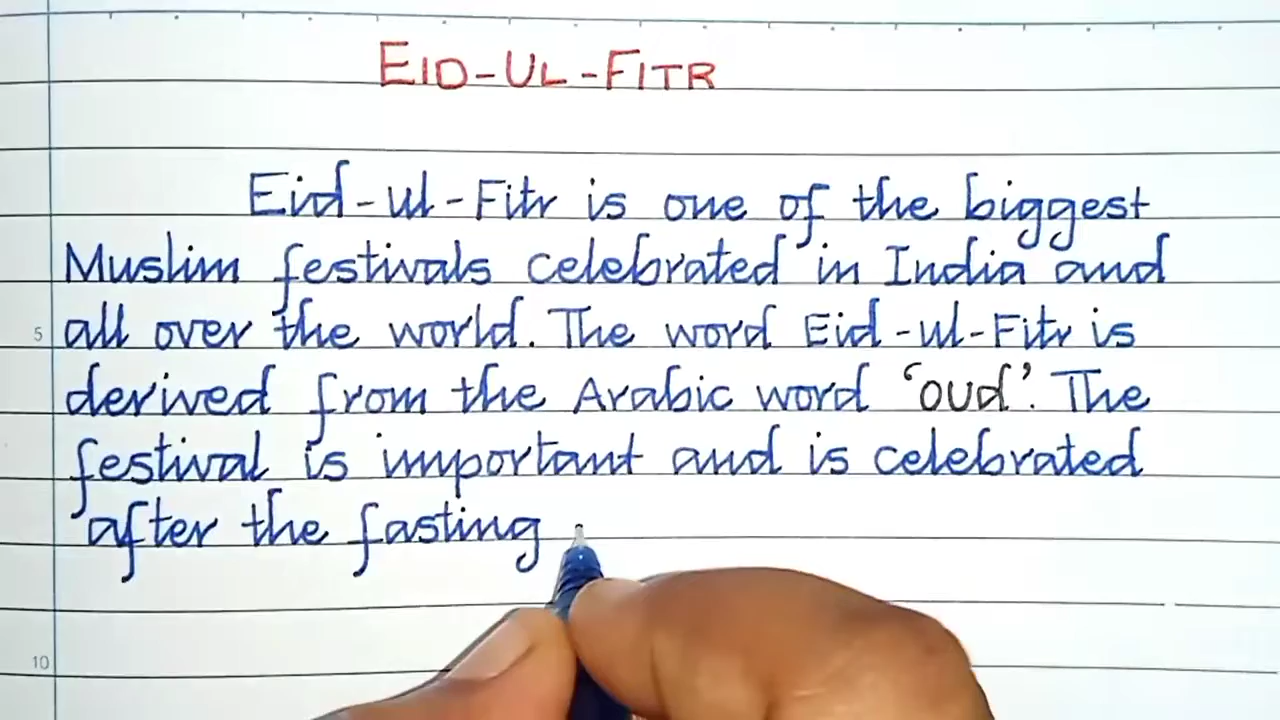 EID-UL-FITR
Eid-ul-Fitr is one of the biggest
Muslim festivals celebrated in India and
all over the world. The word Eid-ul-Fitr is
5
derived from the Arabic word ‘oud’. The
festival is important and is celebrated
after the fasting
10